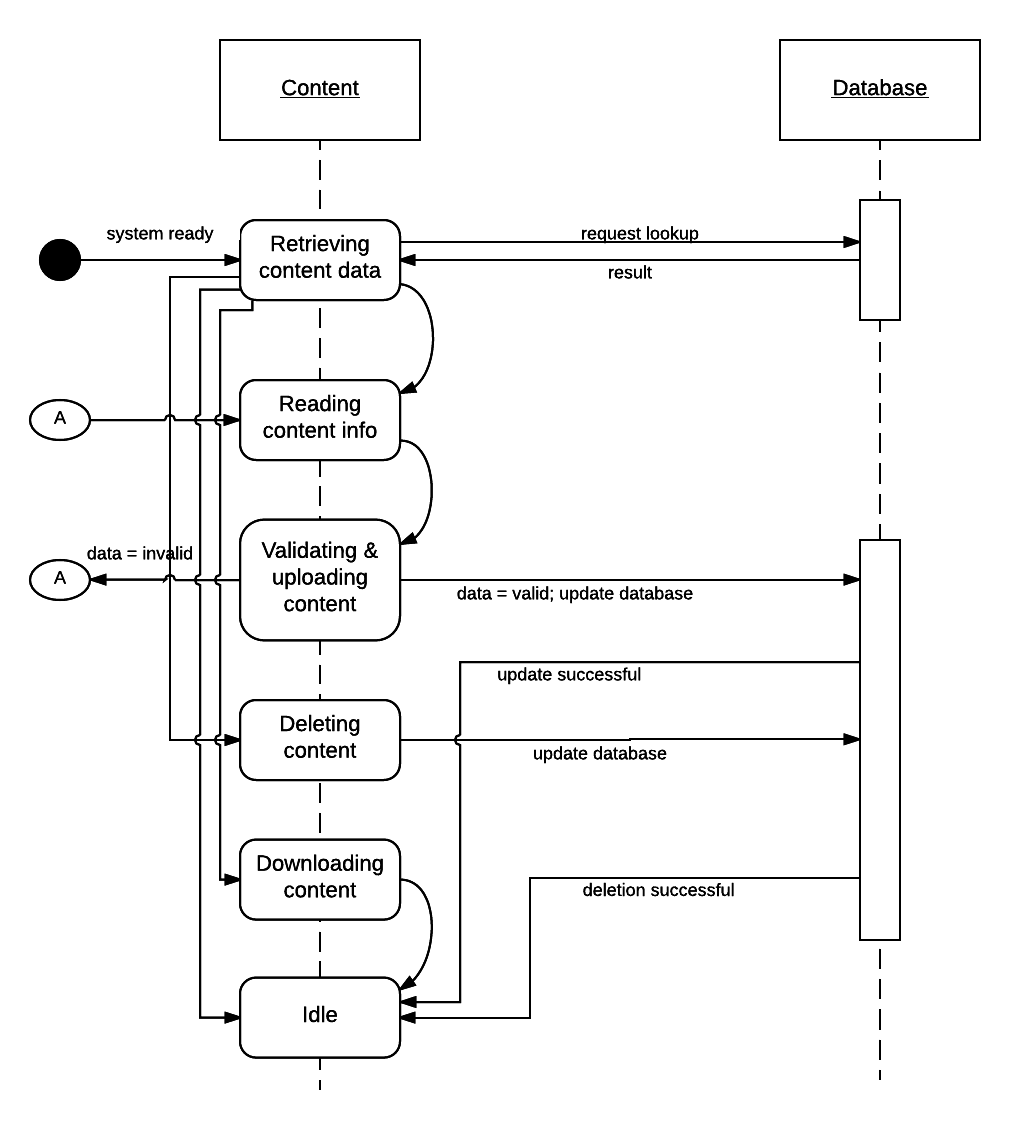 Content
Database
system ready
Retrieving
content data
request lookup
result
A
Reading
content info
data = invalid
A
Validating &
uploading
content
data = valid; update database
update successful
Deleting
content
update database
Downloading
content
deletion successful
Idle